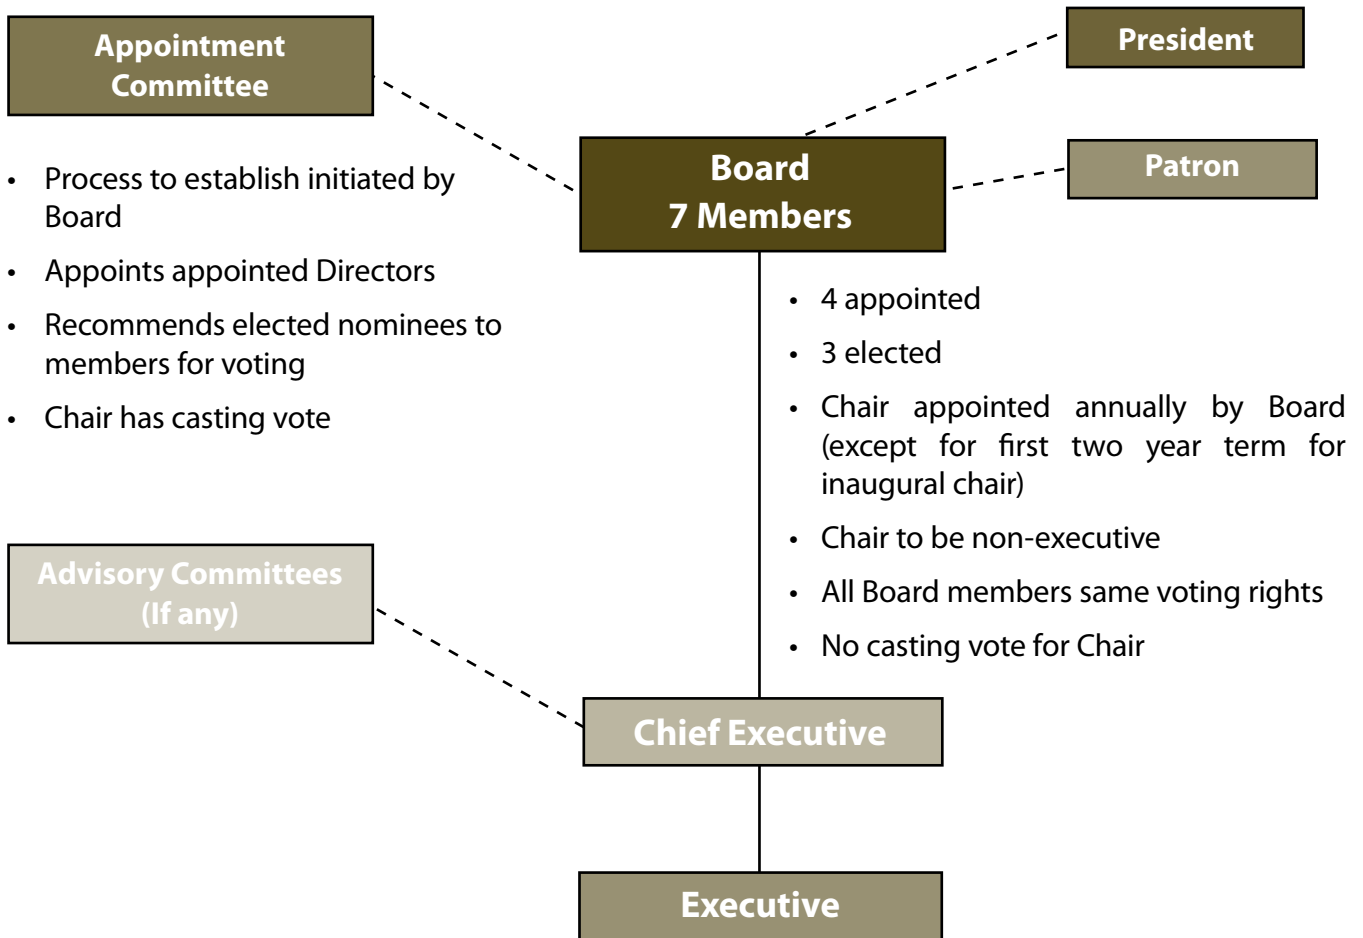 Appointment
Committee
• Process to establish initiated by
Board
• Appoints appointed Directors
• Recommends elected nominees to
members for voting
• Chair has casting vote
President
Patron
Board
7 Members
• 4 appointed
• 3 elected
• Chair appointed annually by Board
(except for first two year term for
inaugural chair)
• Chair to be non-executive
• All Board members same voting rights
• No casting vote for Chair
Advisory Committees
(If any)
Chief Executive
Executive